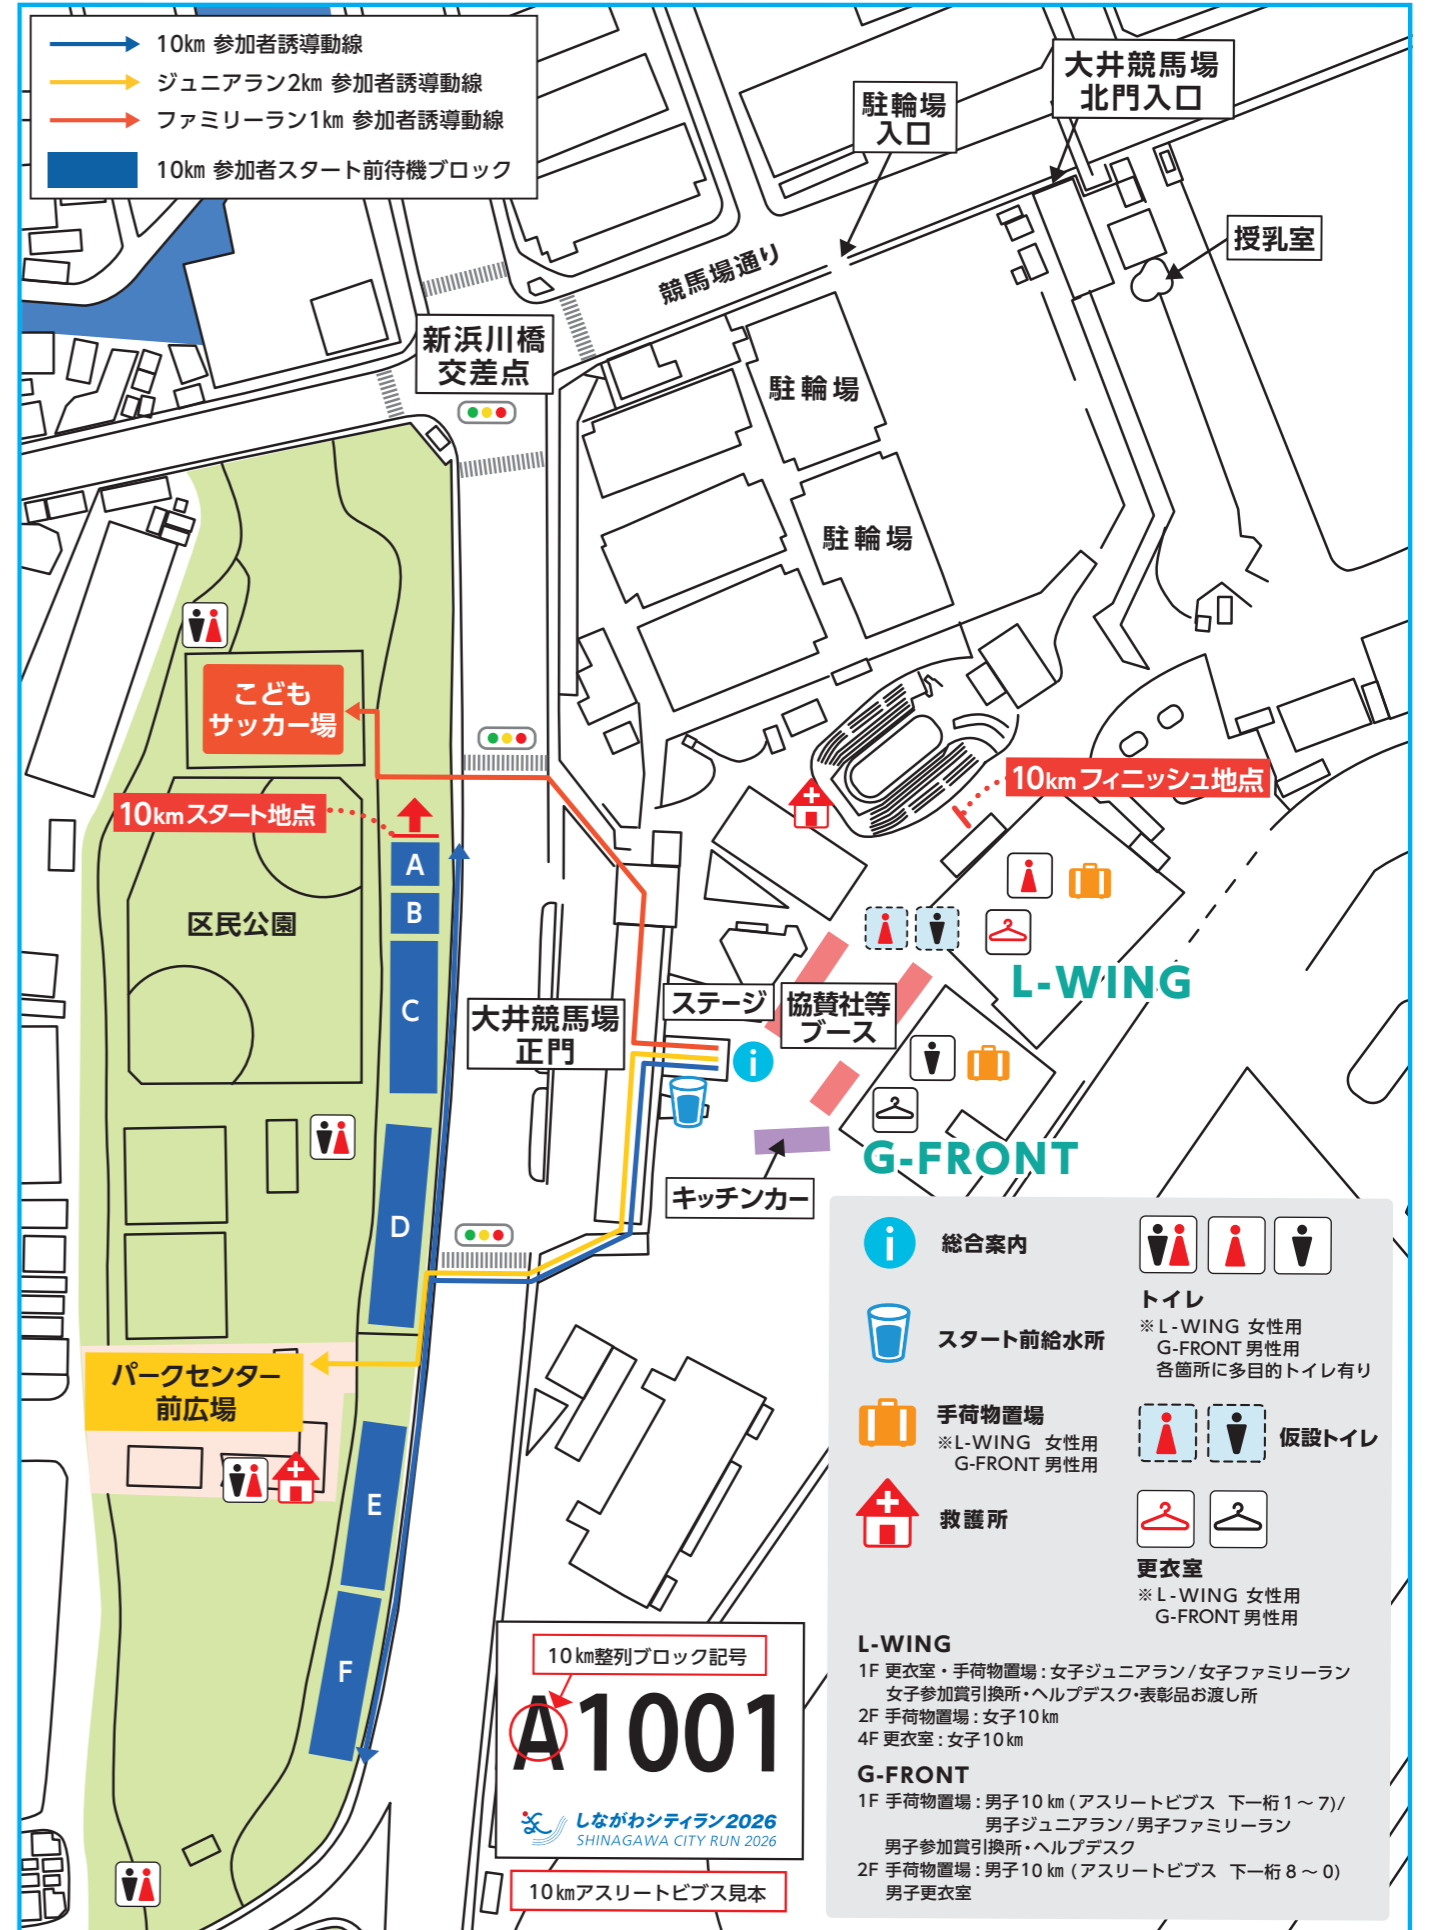 10km 参加者誘導動線
ジュニアラン2km 参加者誘導動線
ファミリーラン1km 参加者誘導動線
10km 参加者スタート前待機ブロック
大井競馬場
北門入口
駐輪場
入口
授乳室
競馬場通り
新浜川橋
交差点
駐輪場
駐輪場
こども
サッカー場
10kmスタート地点
10kmフィニッシュ地点
A
B
C
D
E
F
区民公園
大井競馬場
正門
ステージ
協賛社等
ブース
L-WING
G-FRONT
キッチンカー
パークセンター
前広場
総合案内
スタート前給水所
手荷物置場
※L-WING 女性用
G-FRONT 男性用
救護所
トイレ
※L-WING 女性用
G-FRONT 男性用
各箇所に多目的トイレ有り
仮設トイレ
更衣室
※L-WING 女性用
G-FRONT 男性用
L-WING
1F 更衣室・手荷物置場:女子ジュニアラン/女子ファミリーラン
女子参加賞引換所・ヘルプデスク・表彰品お渡し所
2F 手荷物置場:女子10km
4F 更衣室:女子10km
G-FRONT
1F 手荷物置場:男子10km(アスリートビブス 下一桁1~7)/
男子ジュニアラン/男子ファミリーラン
男子参加賞引換所・ヘルプデスク
2F 手荷物置場:男子10km(アスリートビブス 下一桁8~0)
男子更衣室
10km整列ブロック記号
A1001
しながわシティラン2026
SHINAGAWA CITY RUN 2026
10kmアスリートビブス見本